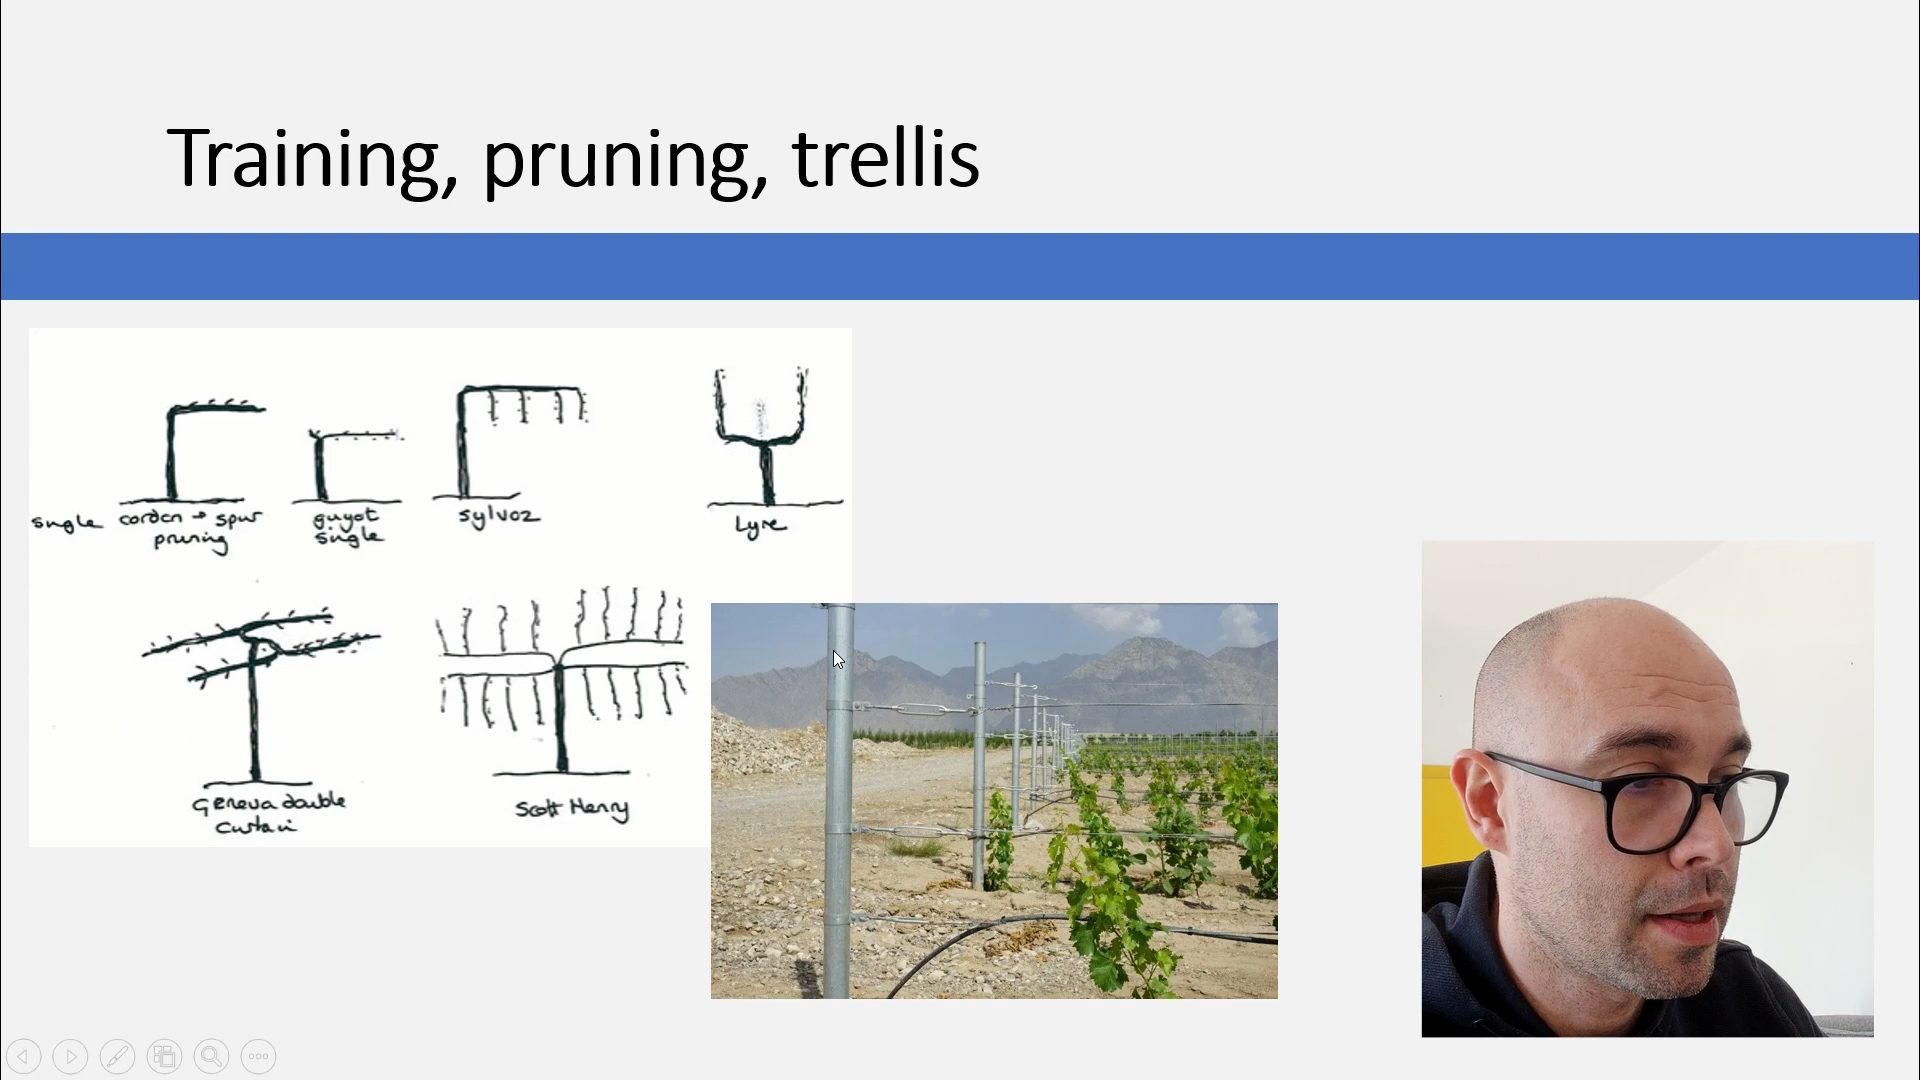 Training, pruning, trellis
single cordon + spur
pruning
guyot
single
sylvoz
Lyre
Geneva double
curtain
Scott Henry